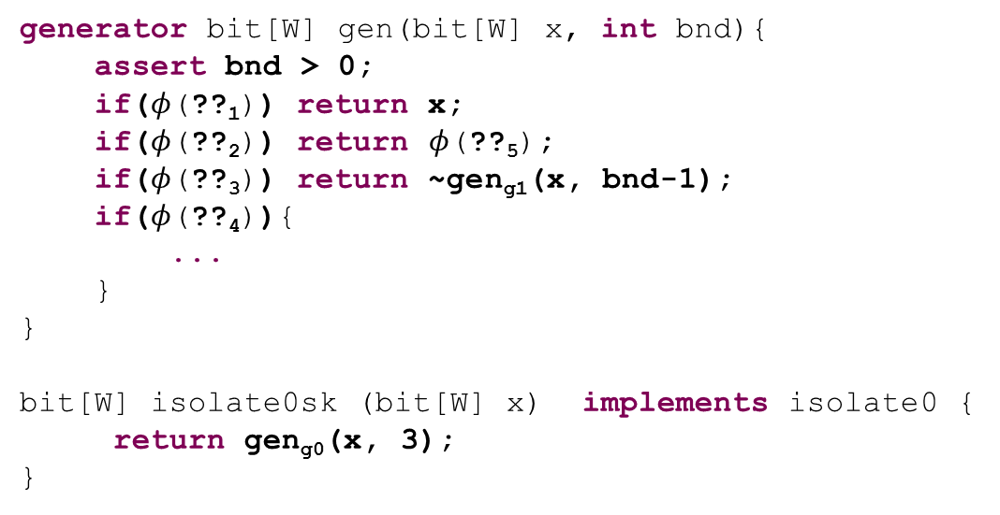 generator bit[W] gen(bit[W] x, int bnd){
assert bnd > 0;
if(ϕ(??₁)) return x;
if(ϕ(??₂)) return ϕ(??₅);
if(ϕ(??₃)) return ~gen_g1(x, bnd-1);
if(ϕ(??₄)){
...
}
}
bit[W] isolate0sk (bit[W] x) implements isolate0 {
return gen_g0(x, 3);
}